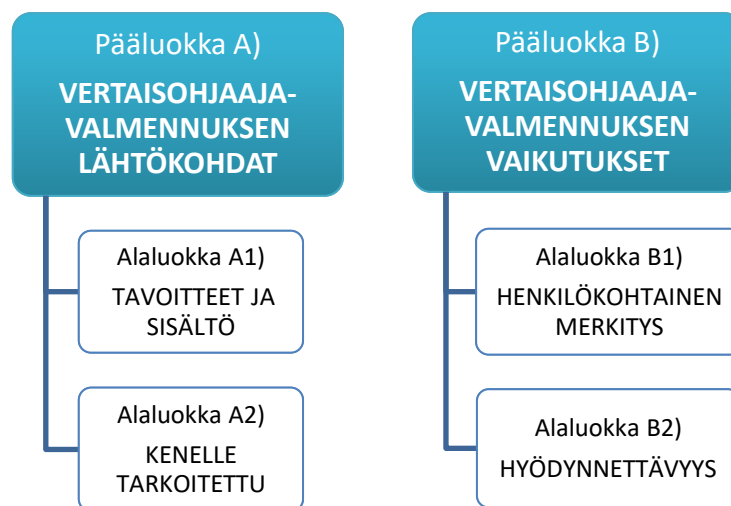 Pääluokka A)
VERTAISOHJAAJA-
VALMENNUKSEN
LÄHTÖKOHDAT
Alaluokka A1)
TAVOITTEET JA
SISÄLTÖ
Alaluokka A2)
KENELLE
TARKOITETTU
Pääluokka B)
VERTAISOHJAAJA-
VALMENNUKSEN
VAIKUTUKSET
Alaluokka B1)
HENKILÖKOHTAINEN
MERKITYS
Alaluokka B2)
HYÖDYNNETTÄVYYS